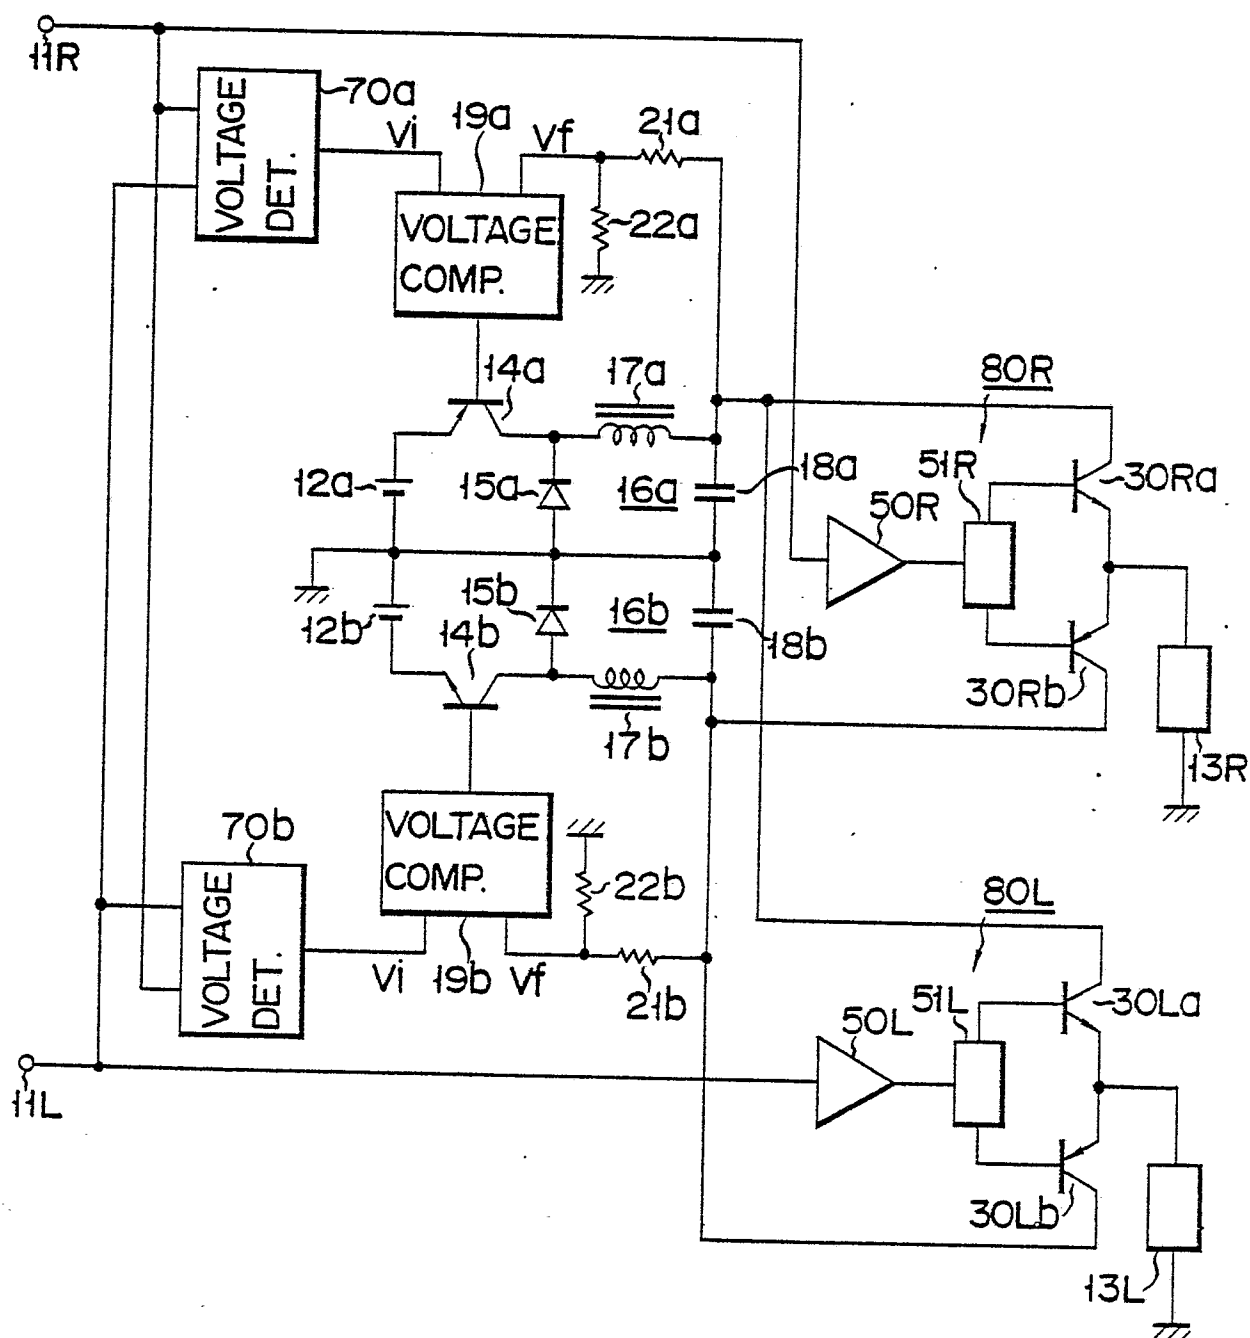 11R
VOLTAGE
DET.
70a
Vi
19a
Vf
21a
22a
VOLTAGE
COMP.
14a
17a
80R
12a
15a
16a
18a
51R
30Ra
50R
15b
16b
12b
14b
18b
30Rb
17b
13R
70b
VOLTAGE
COMP.
22b
80L
VOLTAGE
DET.
Vi
19b
Vf
21b
51L
30La
50L
11L
30Lb
13L